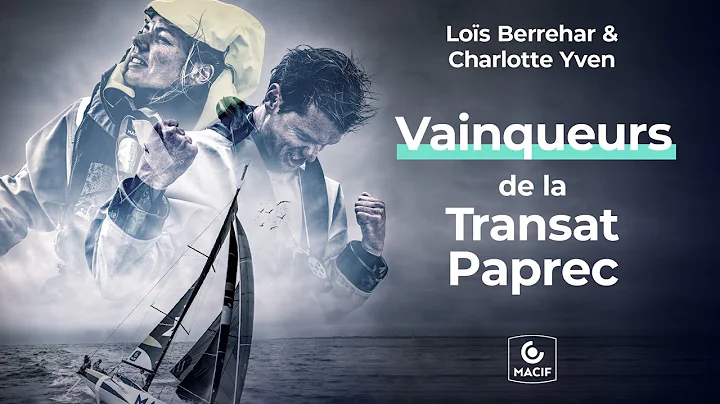 Loïs Berrehar &
Charlotte Yven
Vainqueurs
de la
Transat
Paprec
MACIF